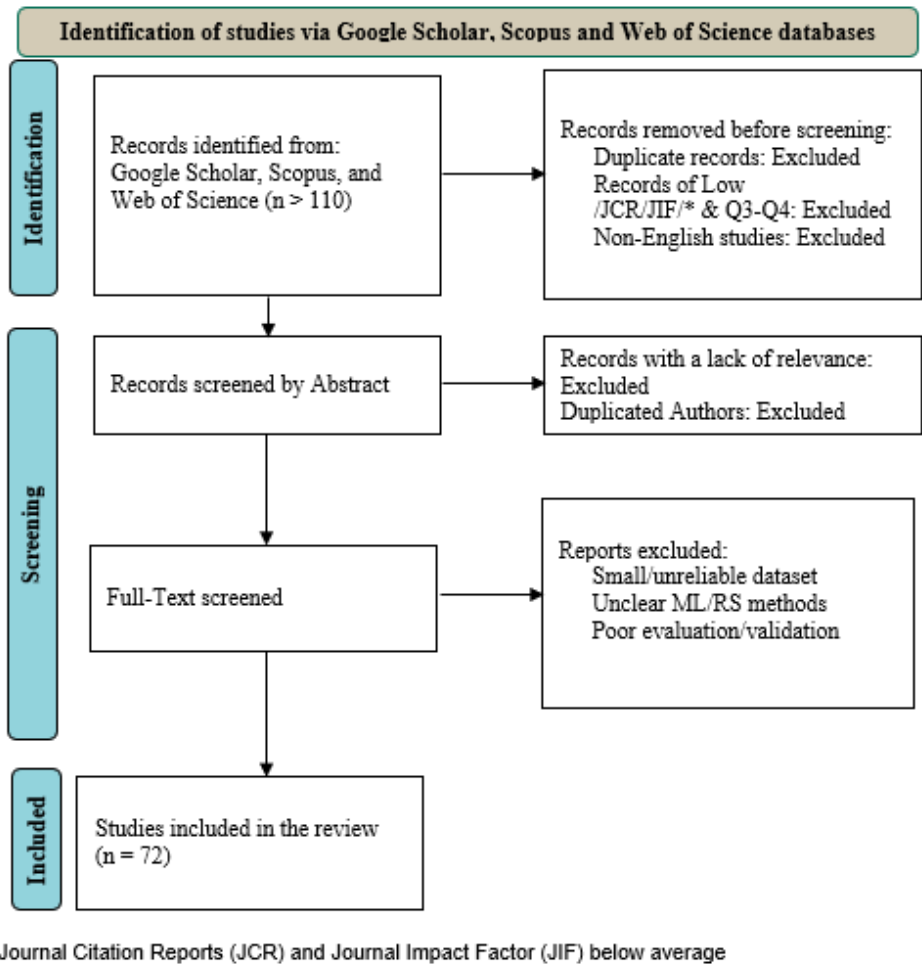 Identification of studies via Google Scholar, Scopus and Web of Science databases
Identification
Records identified from:
Google Scholar, Scopus, and
Web of Science (n > 110)
Records removed before screening:
Duplicate records: Excluded
Records of Low
/JCR/JIF/* & Q3-Q4: Excluded
Non-English studies: Excluded
Screening
Records screened by Abstract
Records with a lack of relevance:
Excluded
Duplicated Authors: Excluded
Full-Text screened
Reports excluded:
Small/unreliable dataset
Unclear ML/RS methods
Poor evaluation/validation
Included
Studies included in the review
(n = 72)
Journal Citation Reports (JCR) and Journal Impact Factor (JIF) below average